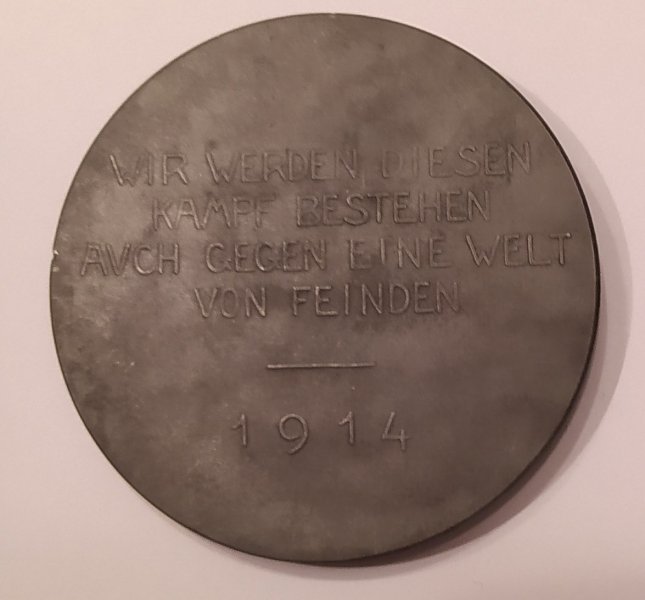 WIR WERDEN DIESEN
KAMPF BESTEHEN
AVCH GEGEN EINE WELT
VON FEINDEN
1914